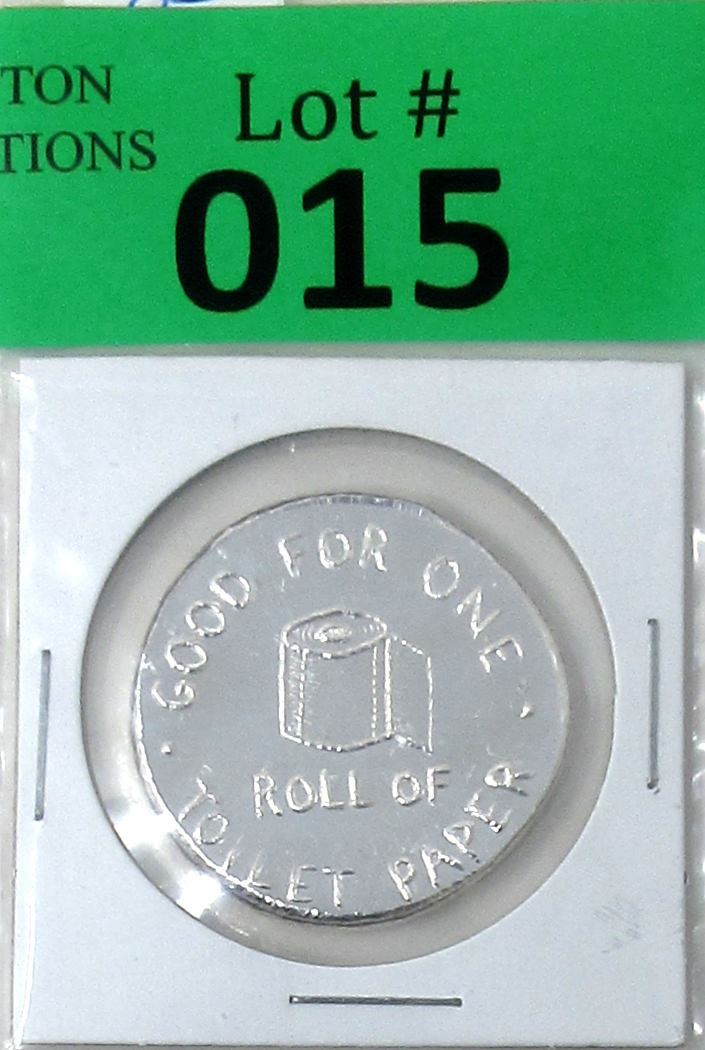 TON
TIONS
Lot #
015
GOOD FOR ONE
ROLL OF
TOILET PAPER